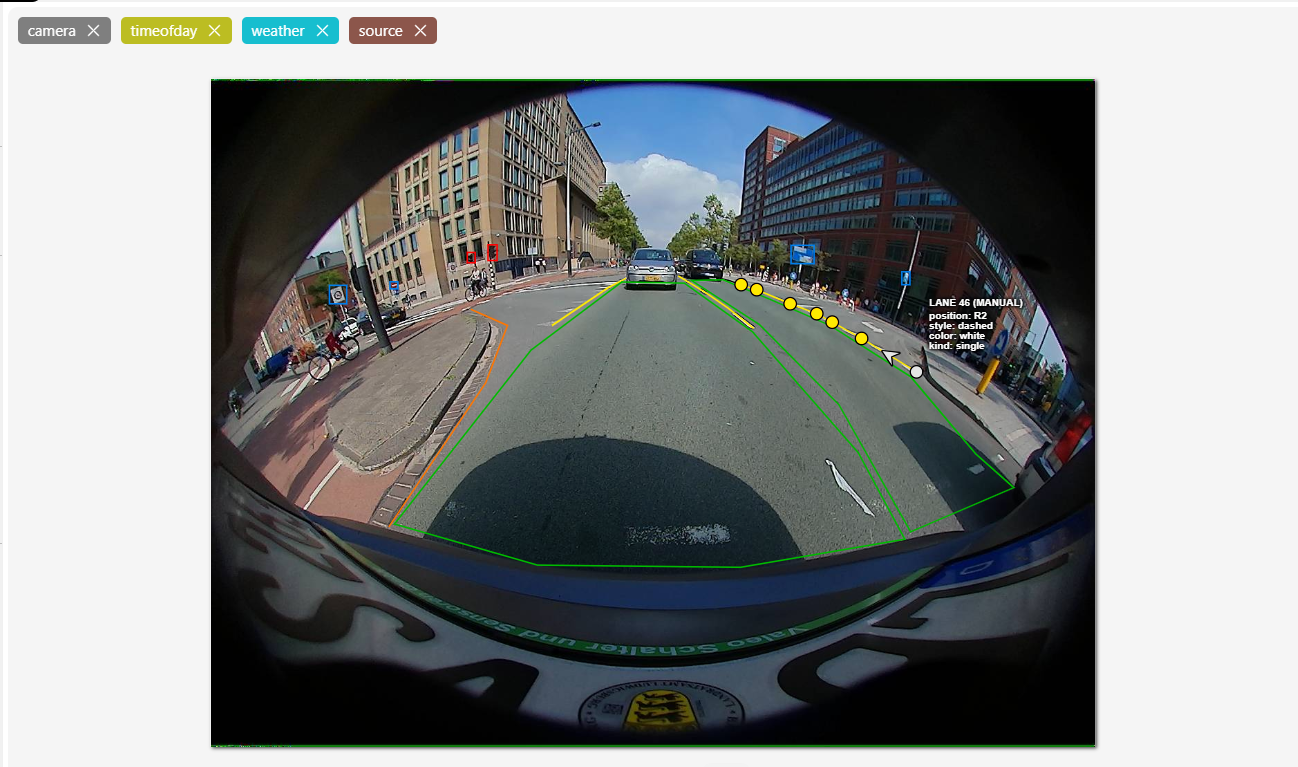 camera
timeofday
weather
source
LANE 46 (MANUAL)
position: R2
style: dashed
color: white
kind: single
Valeo Schalter und Sensoren